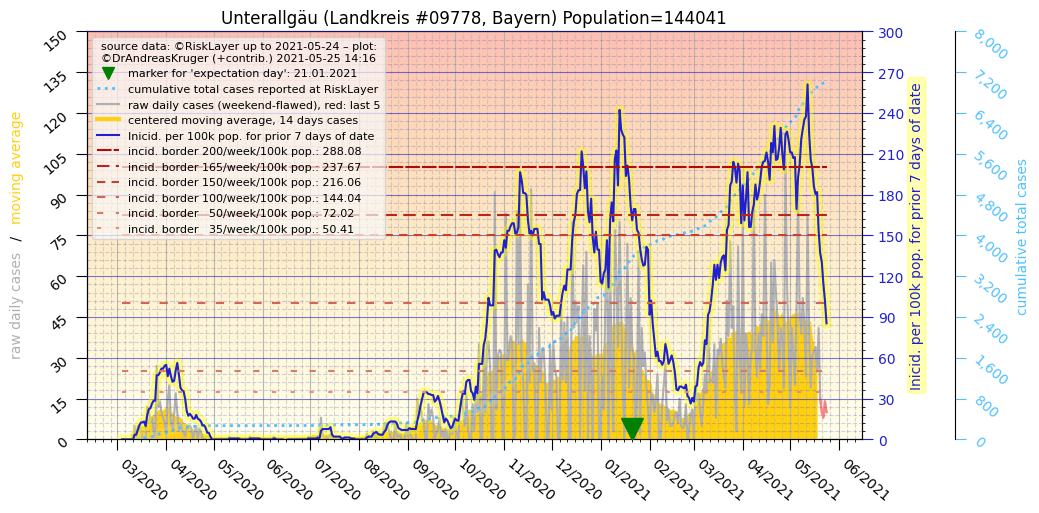 Unterallgäu (Landkreis #09778, Bayern) Population=144041
source data: ©RiskLayer up to 2021-05-24 – plot:
©DrAndreasKruger (+contrib.) 2021-05-25 14:16
marker for 'expectation day': 21.01.2021
cumulative total cases reported at RiskLayer
raw daily cases (weekend-flawed), red: last 5
centered moving average, 14 days cases
Inicid. per 100k pop. for prior 7 days of date
incid. border 200/week/100k pop.: 288.08
incid. border 165/week/100k pop.: 237.67
incid. border 150/week/100k pop.: 216.06
incid. border 100/week/100k pop.: 144.04
incid. border 50/week/100k pop.: 72.02
incid. border 35/week/100k pop.: 50.41
raw daily cases / moving average
150
135
120
105
90
75
60
45
30
15
0
03/2020
04/2020
05/2020
06/2020
07/2020
08/2020
09/2020
10/2020
11/2020
12/2020
01/2021
02/2021
03/2021
04/2021
05/2021
06/2021
300
270
240
210
180
150
120
90
60
30
0
Inicid. per 100k pop. for prior 7 days of date
8,000
7,200
6,400
5,600
4,800
4,000
3,200
2,400
1,600
800
0
cumulative total cases